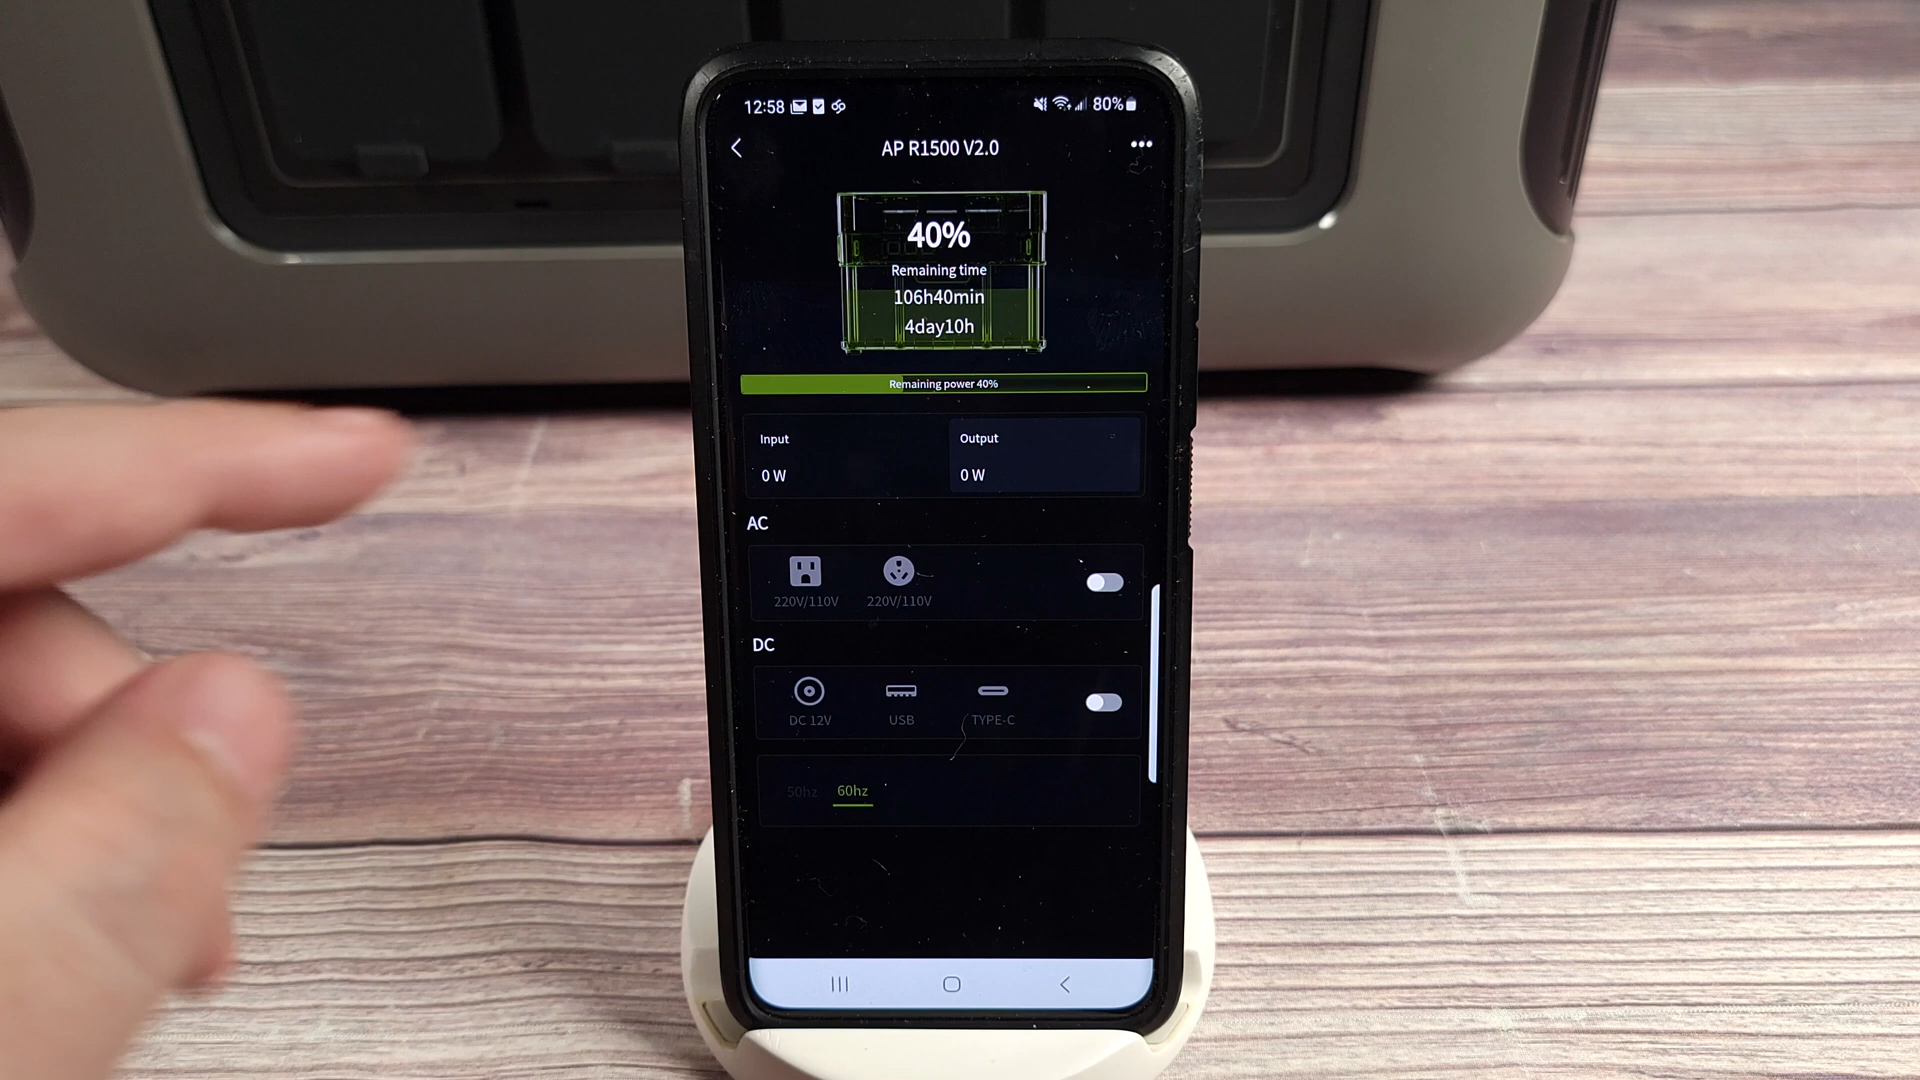 12:58 80%
AP R1500 V2.0
40%
Remaining time
106h40min
4day10h
Remaining power 40%
Input Output
0 W 0 W
AC
220V/110V 220V/110V
DC
DC 12V USB TYPE-C
50hz 60hz